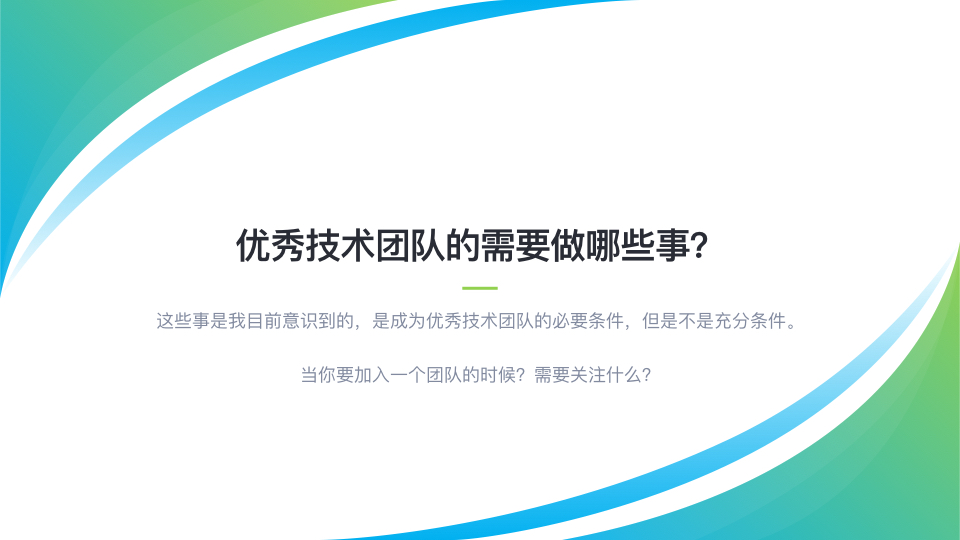 优秀技术团队的需要做哪些事？
这些事是我目前意识到的，是成为优秀技术团队的必要条件，但是不是充分条件。
当你要加入一个团队的时候？需要关注什么？